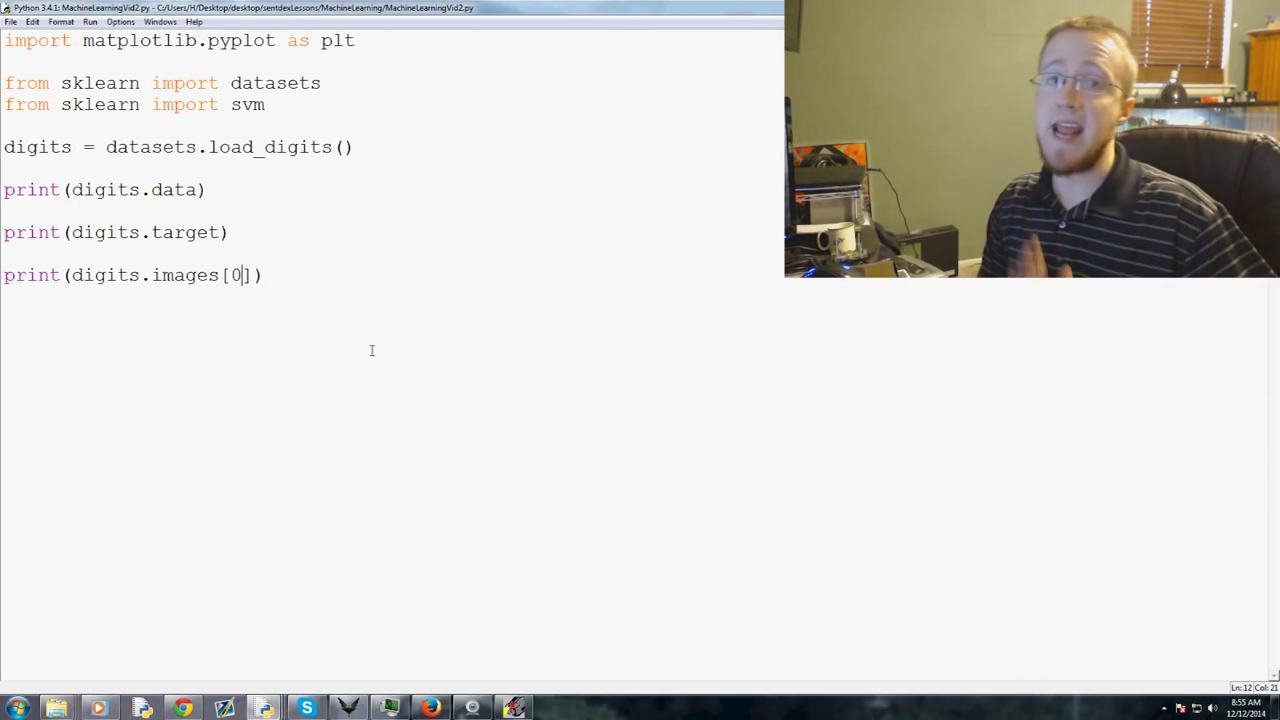 Python 3.4.1: MachineLearningVid2.py - C:/Users/H/Desktop/desktop/sentdexLessons/MachineLearning/MachineLearningVid2.py
File Edit Format Run Options Windows Help
import matplotlib.pyplot as plt
from sklearn import datasets
from sklearn import svm
digits = datasets.load_digits()
print(digits.data)
print(digits.target)
print(digits.images[0])
Ln: 12 Col: 21
8:55 AM
12/12/2014